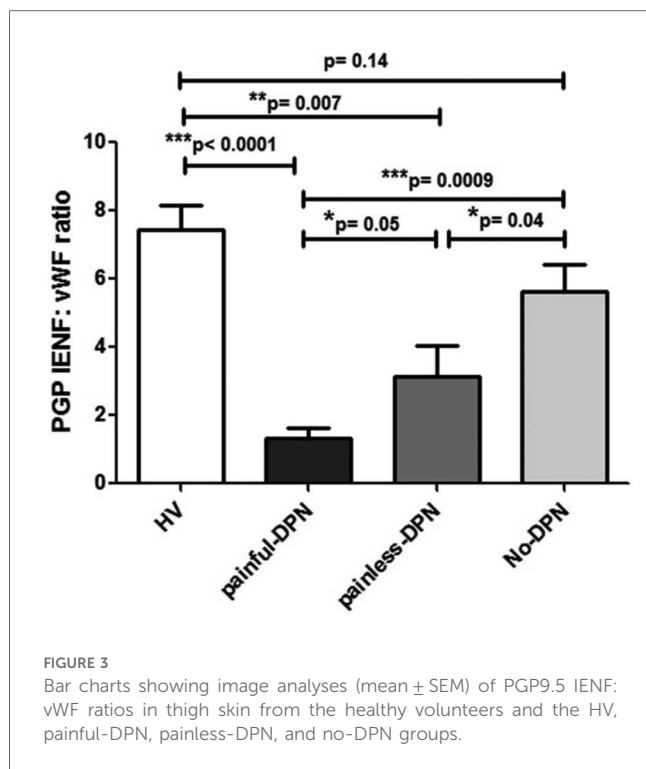 p= 0.14
**p= 0.007
***p< 0.0001
***p= 0.0009
*p= 0.05
*p= 0.04
PGP IENF: vWF ratio
10
8
6
4
2
0
HV
painful-DPN
painless-DPN
No-DPN
FIGURE 3
Bar charts showing image analyses (mean ± SEM) of PGP9.5 IENF:
vWF ratios in thigh skin from the healthy volunteers and the HV,
painful-DPN, painless-DPN, and no-DPN groups.